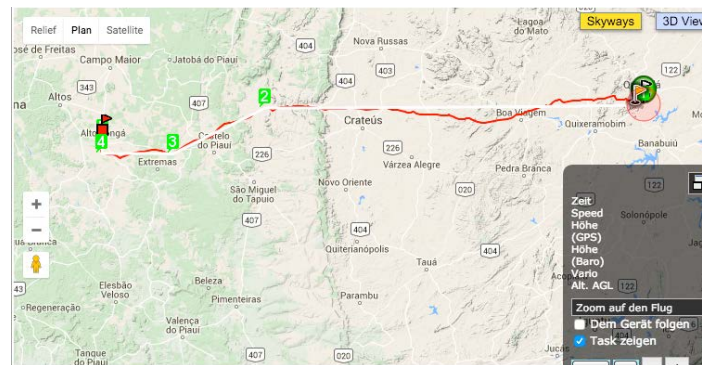 Relief
Plan
Satellite
Skyways
3D View
Lagoa
do Mato
404
Nova Russas
122
José de Freitas
Campo Maior
Jatobá do Piauí
404
403
343
407
Altos
2
Crateús
Boa Viagem
Quixeramobim
Banabuiú
4
3
Extremas
do Piauí
226
226
Várzea Alegre
Pedra Branca
São Miguel
do Tapuio
Novo Oriente
020
122
407
404
Solonópole
Quiterianópolis
404
Tauá
Elesbão
Veloso
Beleza
Parambu
Regeneração
Pimenteiras
Valença
do Piauí
Tanque
do Piauí
407
020
404
Jucás
Zeit
Speed
Höhe
(GPS)
Höhe
(Baro)
Vario
Alt. AGL
Zoom auf den Flug
Dem Gerät folgen
Task zeigen